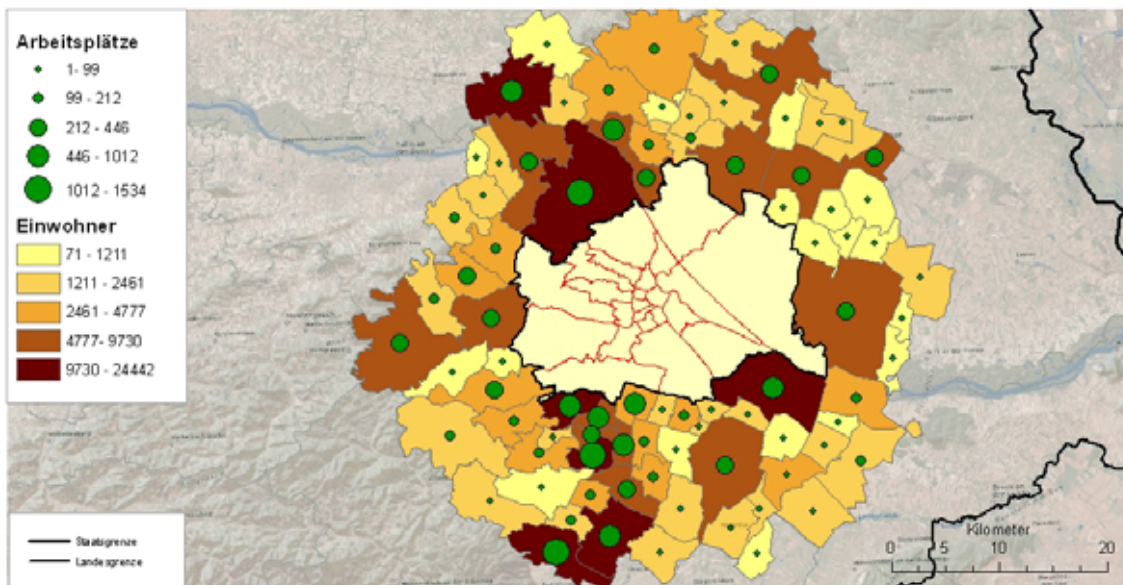 Arbeitsplätze
1- 99
99 - 212
212 - 446
446 - 1012
1012 - 1534
Einwohner
71 - 1211
1211 - 2461
2461 - 4777
4777- 9730
9730 - 24442
Staatsgrenze
Landesgrenze
Kilometer
0 5 10 20